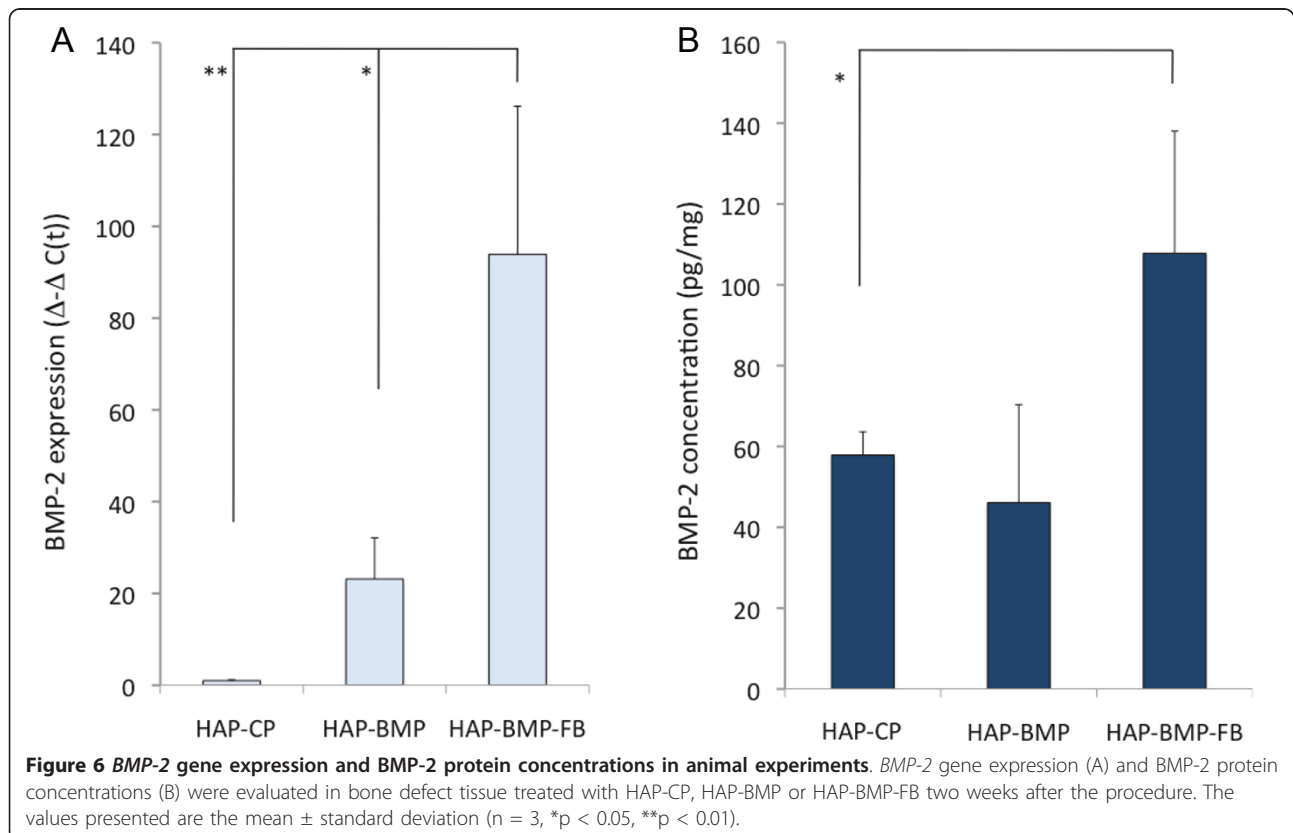 A
BMP-2 expression (Δ-Δ C(t))
140
120
100
80
60
40
20
0
**
*
HAP-CP HAP-BMP HAP-BMP-FB
B
BMP-2 concentration (pg/mg)
160
140
120
100
80
60
40
20
0
*
HAP-CP HAP-BMP HAP-BMP-FB
Figure 6 BMP-2 gene expression and BMP-2 protein concentrations in animal experiments. BMP-2 gene expression (A) and BMP-2 protein
concentrations (B) were evaluated in bone defect tissue treated with HAP-CP, HAP-BMP or HAP-BMP-FB two weeks after the procedure. The
values presented are the mean ± standard deviation (n = 3, *p < 0.05, **p < 0.01).